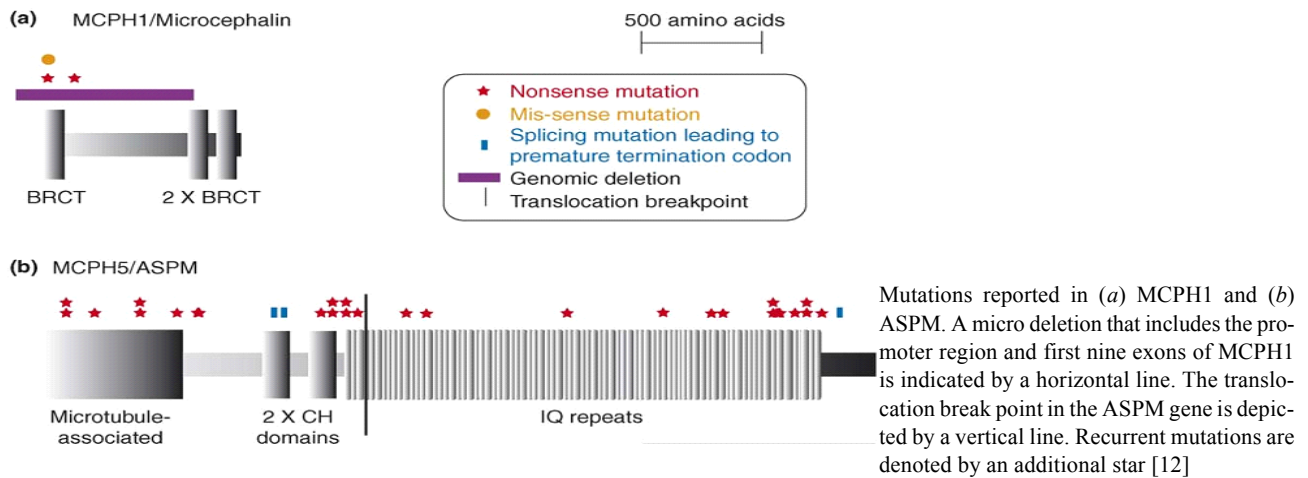 (a) MCPH1/Microcephalin
500 amino acids
Nonsense mutation
Mis-sense mutation
Splicing mutation leading to
premature termination codon
Genomic deletion
Translocation breakpoint
BRCT
2 X BRCT
(b) MCPH5/ASPM
Microtubule-
associated
2 X CH
domains
IQ repeats
Mutations reported in (a) MCPH1 and (b)
ASPM. A micro deletion that includes the pro-
moter region and first nine exons of MCPH1
is indicated by a horizontal line. The translo-
cation break point in the ASPM gene is depic-
ted by a vertical line. Recurrent mutations are
denoted by an additional star [12]